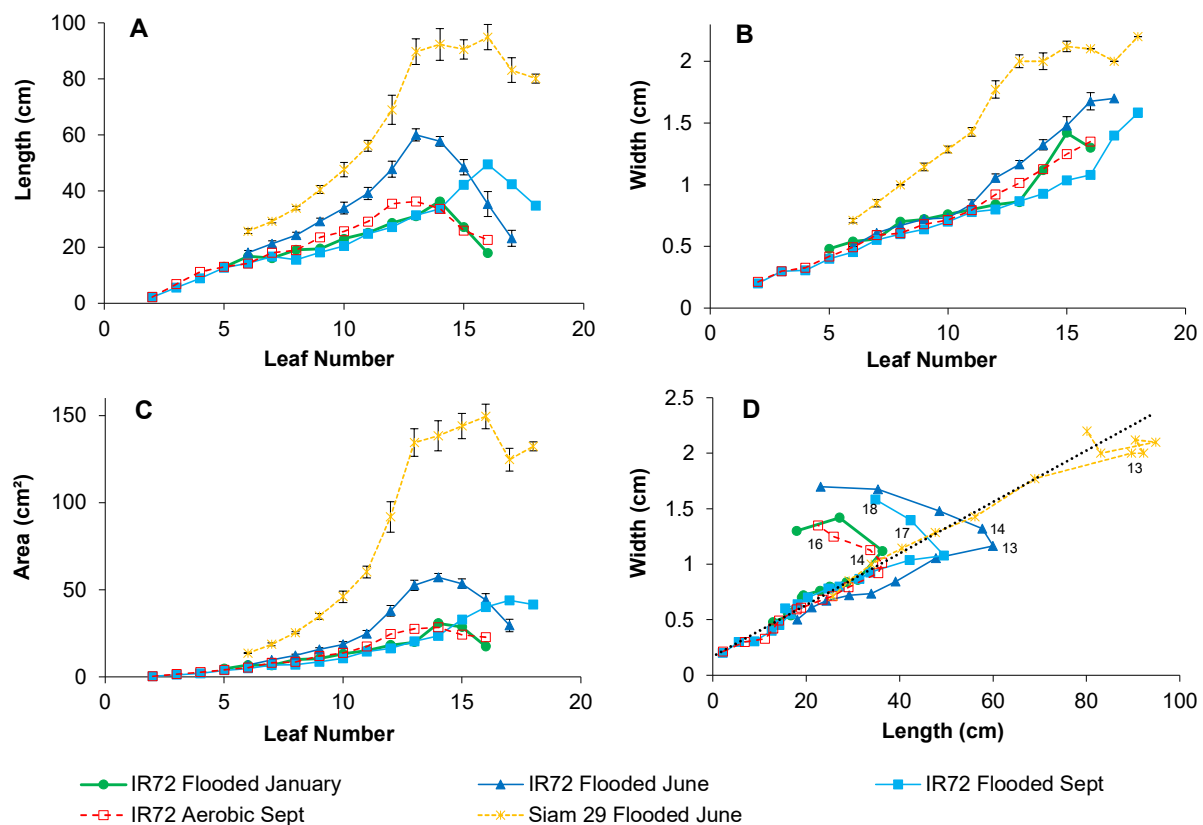 A
B
100
80
60
40
20
0
Length (cm)
0 5 10 15 20
Leaf Number
2
1.5
1
0.5
0
Width (cm)
0 5 10 15 20
Leaf Number
C
D
150
100
50
0
Area (cm²)
0 5 10 15 20
Leaf Number
2.5
2
1.5
1
0.5
0
Width (cm)
13
18
17
14
16
14
13
0 20 40 60 80 100
Length (cm)
IR72 Flooded January
IR72 Flooded June
IR72 Flooded Sept
IR72 Aerobic Sept
Siam 29 Flooded June